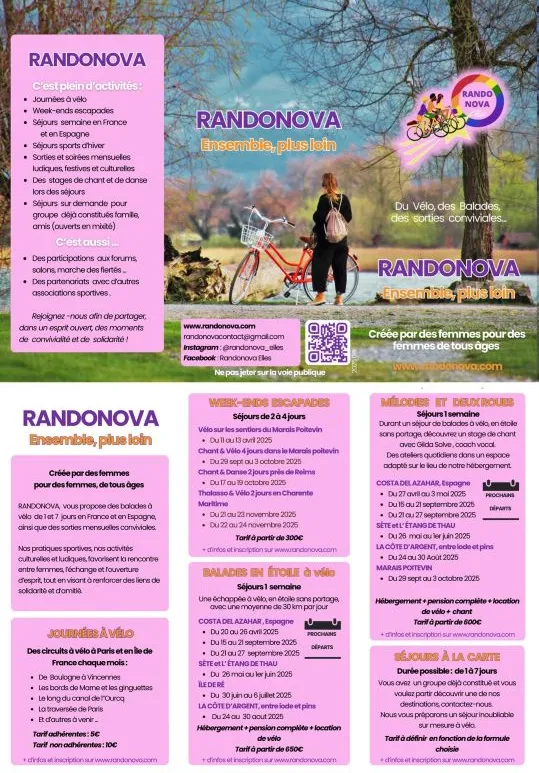 RANDONOVA
C'est plein d'activités :
• Journées à vélo
• Week-ends escapades
• Séjours semaine en France
et en Espagne
• Séjours sports d'hiver
• Sorties et soirées mensuelles
ludiques, festives et culturelles
• Des stages de chant et de danse
lors des séjours
• Séjours sur demande pour
groupe déjà constitués famille,
amis (ouverts en mixité)
C'est aussi ...
• Des participations aux forums,
salons, marche des fiertés ...
• Des partenariats avec d'autres
associations sportives .
Rejoignez -nous afin de partager,
dans un esprit ouvert, des moments
de convivialité et de solidarité !
RANDONOVA
Ensemble, plus loin
www.randonova.com
randonovacontact@gmail.com
Instagram : @randonova_elles
Facebook : Randonova Elles
Ne pas jeter sur la voie publique
RANDO
NOVA
Du Vélo, des Balades,
des sorties conviviales...
RANDONOVA
Ensemble, plus loin
Créée par des femmes pour des
femmes de tous âges
www.randonova.com
RANDONOVA
Ensemble, plus loin
Créée par des femmes
pour des femmes, de tous âges
RANDONOVA, vous propose des balades à
vélo de 1 et 7 jours en France et en Espagne,
ainsi que des sorties mensuelles conviviales.
Nos pratiques sportives, nos activités
culturelles et ludiques, favorisent la rencontre
entre femmes, l'échange et l'ouverture
d'esprit, tout en visant à renforcer des liens de
solidarité et d'amitié.
JOURNÉES À VÉLO
Des circuits à vélo à Paris et en Île de
France chaque mois :
• De Boulogne à Vincennes
• Les bords de Marne et les ginguettes
• Le long du canal de l'Ourcq
• La traversée de Paris
• Et d'autres à venir ...
Tarif adhérentes : 5€
Tarif non adhérentes : 10€
+ d'infos et inscription sur www.randonova.com
WEEK-ENDS ESCAPADES
Séjours de 2 à 4 jours
Vélo sur les sentiers du Marais Poitevin
• Du 11 au 13 avril 2025
Chant & Vélo 4 jours dans le Marais poitevin
• Du 29 sept au 3 octobre 2025
Chant & Danse 2 jours près de Reims
• Du 17 au 19 octobre 2025
Thalasso & Vélo 2 jours en Charente
Maritime
• Du 21 au 23 novembre 2025
• Du 22 au 24 novembre 2025
Tarif à partir de 300€
+ d'infos et inscription sur www.randonova.com
BALADES EN ÉTOILE à vélo
Séjours 1 semaine
Une échappée à vélo, en étoile sans partage,
avec une moyenne de 30 km par jour
COSTA DEL AZAHAR , Espagne
• Du 20 au 26 avril 2025
• Du 15 au 21 septembre 2025
• Du 21 au 27 septembre 2025
PROCHAINS
DÉPARTS
SÈTE et L' ÉTANG DE THAU
• Du 26 mai au 1er juin 2025
ÎLE DE RÉ
• Du 30 juin au 6 juillet 2025
LA CÔTE D'ARGENT, entre iode et pins
• Du 24 au 30 aout 2025
Hébergement + pension complète + location
de vélo
Tarif à partir de 650€
+ d'infos et inscription sur www.randonova.com
MÉLODIES ET DEUX ROUES
Séjours 1 semaine
Durant un séjour de balades à vélo, en étoile
sans partage, découvrez un stage de chant
avec Gilda Solve , coach vocal.
Des ateliers quotidiens dans un espace
adapté sur le lieu de notre hébergement.
COSTA DEL AZAHAR, Espagne
• Du 27 avril au 3 mai 2025
• Du 15 au 21 septembre 2025
• Du 21 au 27 septembre 2025
PROCHAINS
DÉPARTS
SÈTE et L' ÉTANG DE THAU
• Du 26 mai au 1er juin 2025
LA CÔTE D'ARGENT, entre iode et pins
• Du 24 au 30 Août 2025
MARAIS POITEVIN
• Du 29 sept au 3 octobre 2025
Hébergement + pension complète + location
de vélo + chant
Tarif à partir de 600€
+ d'infos et inscription sur www.randonova.com
SÉJOURS À LA CARTE
Durée possible : de 1 à 7 jours
Vous avez un groupe déjà constitué et vous
voulez partir découvrir une de nos
destinations, contactez-nous.
Nous vous préparons un séjour inoubliable
sur mesure à vélo.
Tarif à définir en fonction de la formule
choisie
+ d'infos et inscription sur www.randonova.com